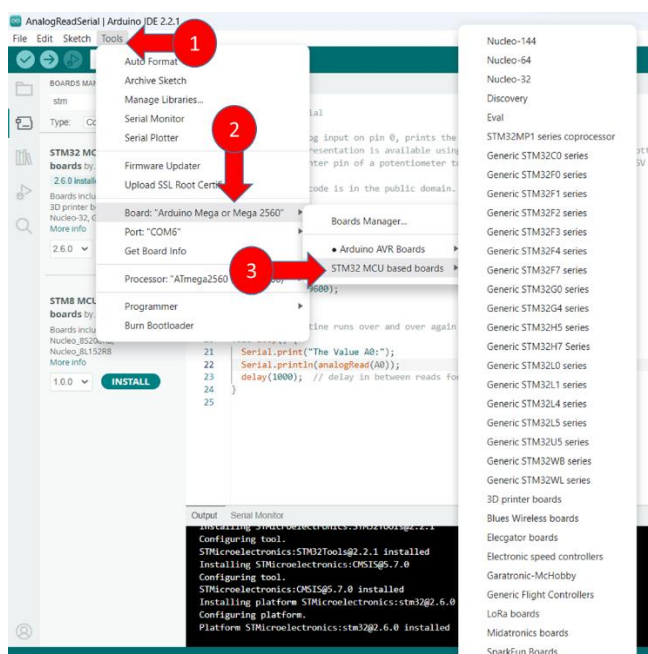 AnalogReadSerial | Arduino IDE 2.2.1
File Edit Sketch Tools
1
BOARDS MAN
stm
Type:
STM32 MC
boards by
2.6.0 install
Boards inclu
3D printer b
Nucleo-32, G
More info
2.6.0
STM8 MCU
boards by
Boards inclu
Nucleo_8S208RB,
Nucleo_8L152RB
More info
1.0.0 INSTALL
Auto Format
Archive Sketch
Manage Libraries...
Serial Monitor
Serial Plotter
2
Firmware Updater
Upload SSL Root Certifi
Board: "Arduino Mega or Mega 2560"
Port: "COM6"
Get Board Info
3
Processor: "ATmega2560
Programmer
Burn Bootloader
Boards Manager...
● Arduino AVR Boards
STM32 MCU based boards
ial
og input on pin 0, prints the
resentation is available using
nter pin of a potentiometer to
code is in the public domain.
9600);
tine runs over and over again
21 Serial.print("The Value A0:");
22 Serial.println(analogRead(A0));
23 delay(1000); // delay in between reads fo
24 }
25
Output Serial Monitor
Installing STMicroelectronics:STM32Tools@2.2.1
Configuring tool.
STMicroelectronics:STM32Tools@2.2.1 installed
Installing STMicroelectronics:CMSIS@5.7.0
Configuring tool.
STMicroelectronics:CMSIS@5.7.0 installed
Installing platform STMicroelectronics:stm32@2.6.0
Configuring platform.
Platform STMicroelectronics:stm32@2.6.0 installed
Nucleo-144
Nucleo-64
Nucleo-32
Discovery
Eval
STM32MP1 series coprocessor
Generic STM32C0 series
Generic STM32F0 series
Generic STM32F1 series
Generic STM32F2 series
Generic STM32F3 series
Generic STM32F4 series
Generic STM32F7 series
Generic STM32G0 series
Generic STM32G4 series
Generic STM32H5 series
Generic STM32H7 Series
Generic STM32L0 series
Generic STM32L1 series
Generic STM32L4 series
Generic STM32L5 series
Generic STM32U5 series
Generic STM32WB series
Generic STM32WL series
3D printer boards
Blues Wireless boards
Elecgator boards
Electronic speed controllers
Garatronic-McHobby
Generic Flight Controllers
LoRa boards
Midatronics boards
SparkFun Boards